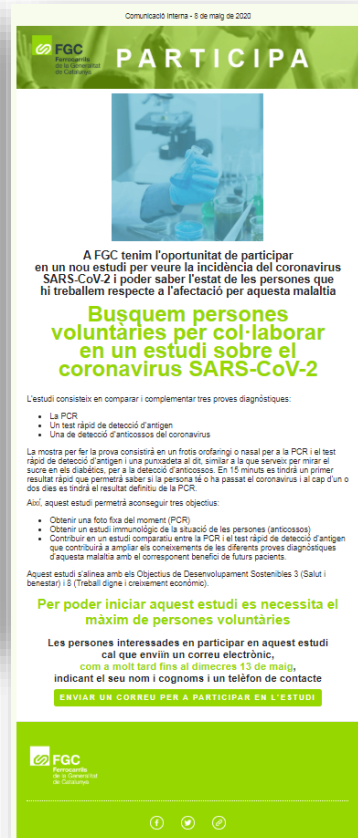 Comunicació Interna - 8 de maig de 2020
FGC
Ferrocarrils
de la Generalitat
de Catalunya
PARTICIPA
A FGC tenim l'oportunitat de participar
en un nou estudi per veure la incidència del coronavirus
SARS-CoV-2 i poder saber l'estat de les persones que
hi treballem respecte a l'afectació per aquesta malaltia
Busquem persones
voluntàries per col·laborar
en un estudi sobre el
coronavirus SARS-CoV-2
L'estudi consisteix en comparar i complementar tres proves diagnòstiques:
• La PCR
• Un test ràpid de detecció d'antigen
• Una de detecció d'anticossos del coronavirus
La mostra per fer la prova consistirà en un frotis orofaringi o nasal per a la PCR i el test
ràpid de detecció d'antigen i una punxadeta al dit, similar a la que serveix per mirar el
sucre en els diabètics, per a la detecció d'anticossos. En 15 minuts es tindrà un primer
resultat ràpid que permetrà saber si la persona té o ha passat el coronavirus i al cap d'un o
dos dies es tindrà el resultat definitiu de la PCR.
Així, aquest estudi permetrà aconseguir tres objectius:
• Obtenir una foto fixa del moment (PCR)
• Obtenir un estudi immunològic de la situació de les persones (anticossos)
• Contribuir en un estudi comparatiu entre la PCR i el test ràpid de detecció d'antigen
que contribuirà a ampliar els coneixements de les diferents proves diagnòstiques
d'aquesta malaltia amb el corresponent benefici de futurs pacients.
Aquest estudi s'alinea amb els Objectius de Desenvolupament Sostenibles 3 (Salut i
benestar) i 8 (Treball digne i creixement econòmic).
Per poder iniciar aquest estudi es necessita el
màxim de persones voluntàries
Les persones interessades en participar en aquest estudi
cal que enviïn un correu electrònic,
com a molt tard fins al dimecres 13 de maig,
indicant el seu nom i cognoms i un telèfon de contacte
ENVIAR UN CORREU PER A PARTICIPAR EN L'ESTUDI
FGC
Ferrocarrils
de la Generalitat
de Catalunya